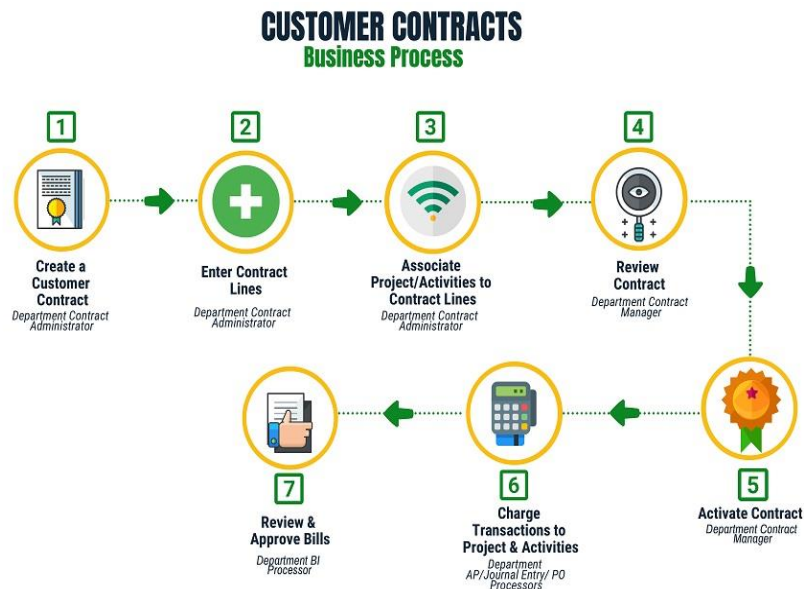 CUSTOMER CONTRACTS
Business Process
1
Create a
Customer
Contract
Department Contract
Administrator
2
Enter Contract
Lines
Department Contract
Administrator
3
Associate
Project/Activities to
Contract Lines
Department Contract
Administrator
4
Review
Contract
Department Contract
Manager
5
Activate Contract
Department Contract
Manager
6
Charge
Transactions to
Project & Activities
Department
AP/Journal Entry/ PO
Processors
7
Review &
Approve Bills
Department BI
Processor